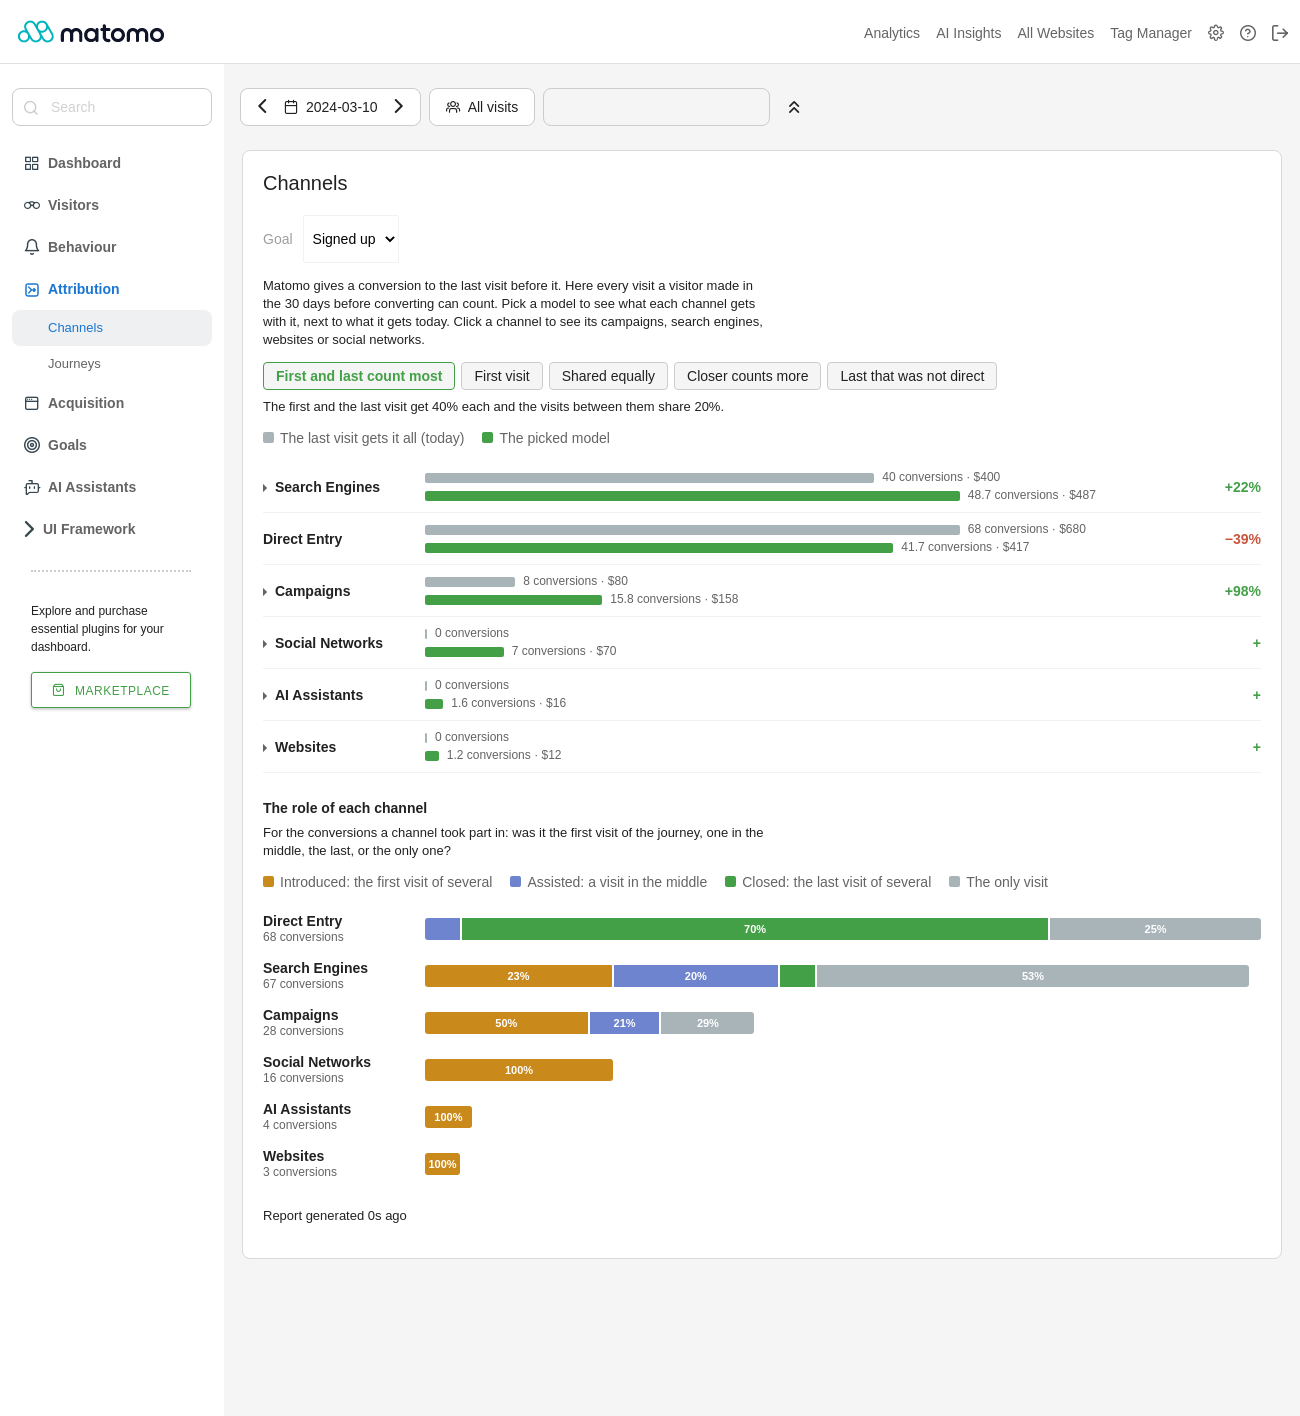 matomo
Analytics AI Insights All Websites Tag Manager
Search
2024-03-10
All visits
Dashboard
Visitors
Behaviour
Attribution
Channels
Journeys
Acquisition
Goals
AI Assistants
UI Framework
Explore and purchase
essential plugins for your
dashboard.
MARKETPLACE
Channels
Goal Signed up
Matomo gives a conversion to the last visit before it. Here every visit a visitor made in
the 30 days before converting can count. Pick a model to see what each channel gets
with it, next to what it gets today. Click a channel to see its campaigns, search engines,
websites or social networks.
First and last count most First visit Shared equally Closer counts more Last that was not direct
The first and the last visit get 40% each and the visits between them share 20%.
The last visit gets it all (today) The picked model
Search Engines
40 conversions · $400
48.7 conversions · $487
+22%
Direct Entry
68 conversions · $680
41.7 conversions · $417
−39%
Campaigns
8 conversions · $80
15.8 conversions · $158
+98%
Social Networks
0 conversions
7 conversions · $70
+
AI Assistants
0 conversions
1.6 conversions · $16
+
Websites
0 conversions
1.2 conversions · $12
+
The role of each channel
For the conversions a channel took part in: was it the first visit of the journey, one in the
middle, the last, or the only one?
Introduced: the first visit of several Assisted: a visit in the middle Closed: the last visit of several The only visit
Direct Entry
68 conversions
70% 25%
Search Engines
67 conversions
23% 20% 53%
Campaigns
28 conversions
50% 21% 29%
Social Networks
16 conversions
100%
AI Assistants
4 conversions
100%
Websites
3 conversions
100%
Report generated 0s ago